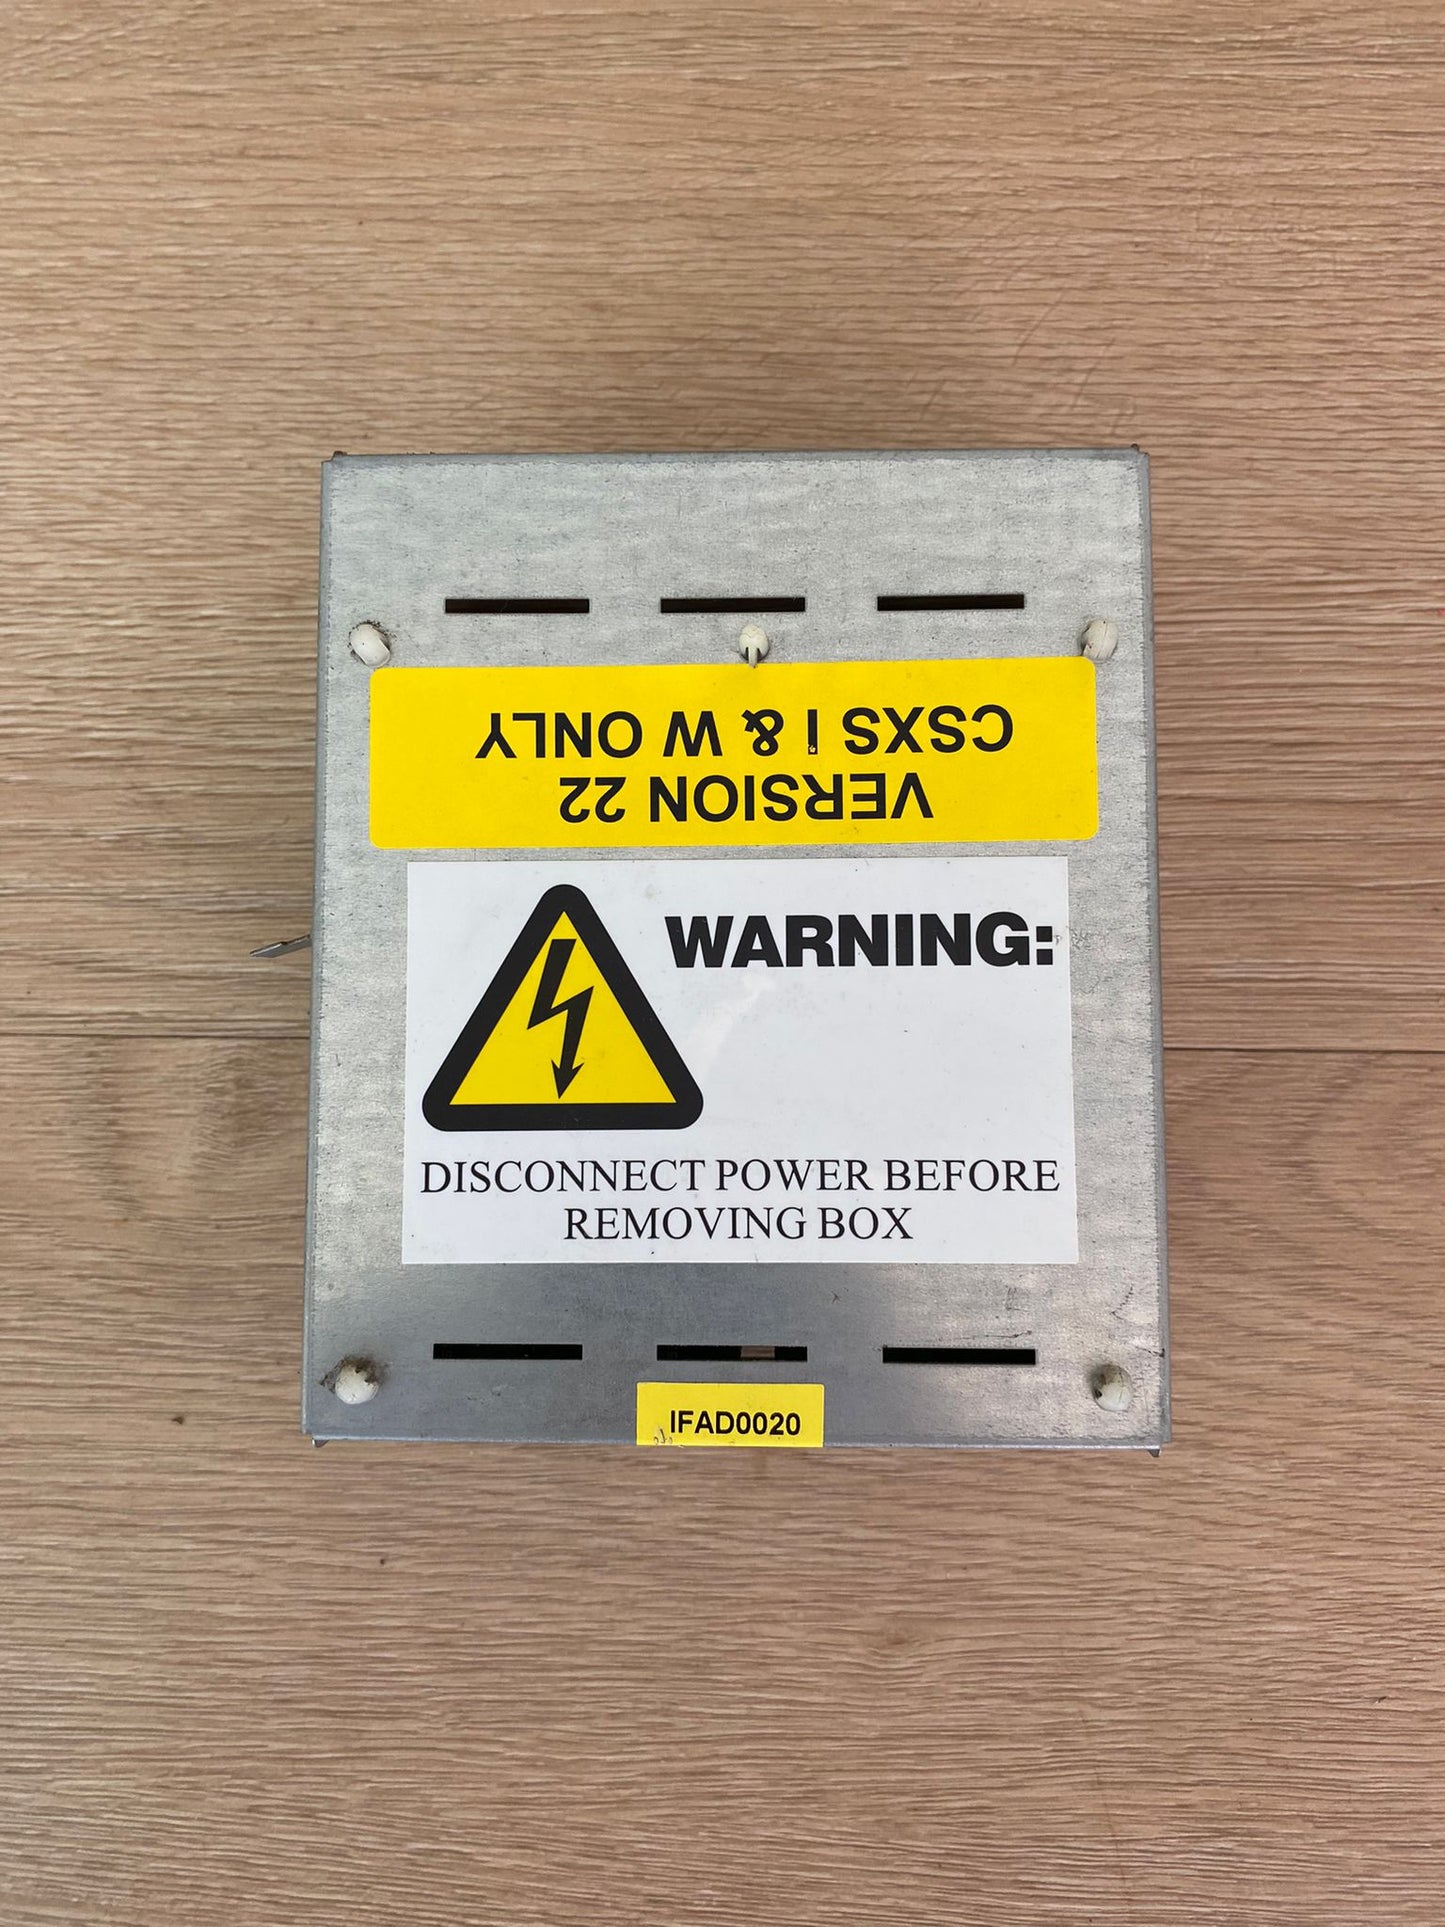 VERSION 22
CSXS I & W ONLY
WARNING:
DISCONNECT POWER BEFORE
REMOVING BOX
IFAD0020